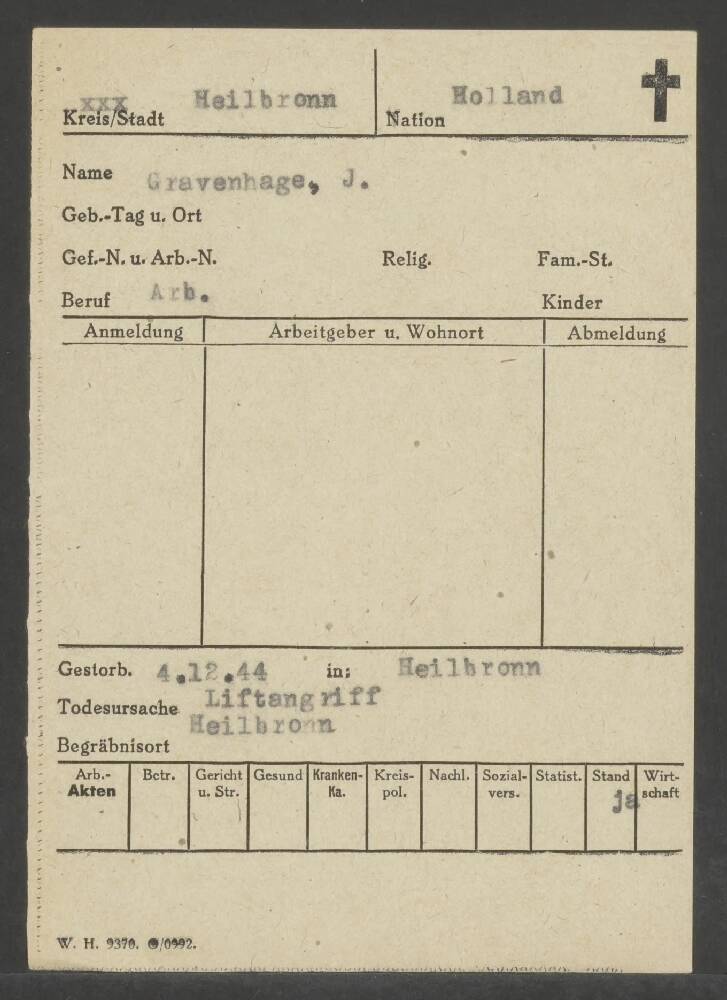 xxx Heilbronn Holland
Kreis/Stadt Nation
Name Gravenhage, J.
Geb.-Tag u. Ort
Gef.-N. u. Arb.-N. Relig. Fam.-St.
Beruf Arb. Kinder
Anmeldung Arbeitgeber u. Wohnort Abmeldung
Gestorb. 4.12.44 in: Heilbronn
Todesursache Liftangriff
Heilbronn
Begräbnisort
Arb.- Betr. Gericht Gesund Kranken- Kreis- Nachl. Sozial- Statist. Stand Wirt-
Akten u. Str. Ka. pol. vers. ja schaft
W. H. 9370. /0992.